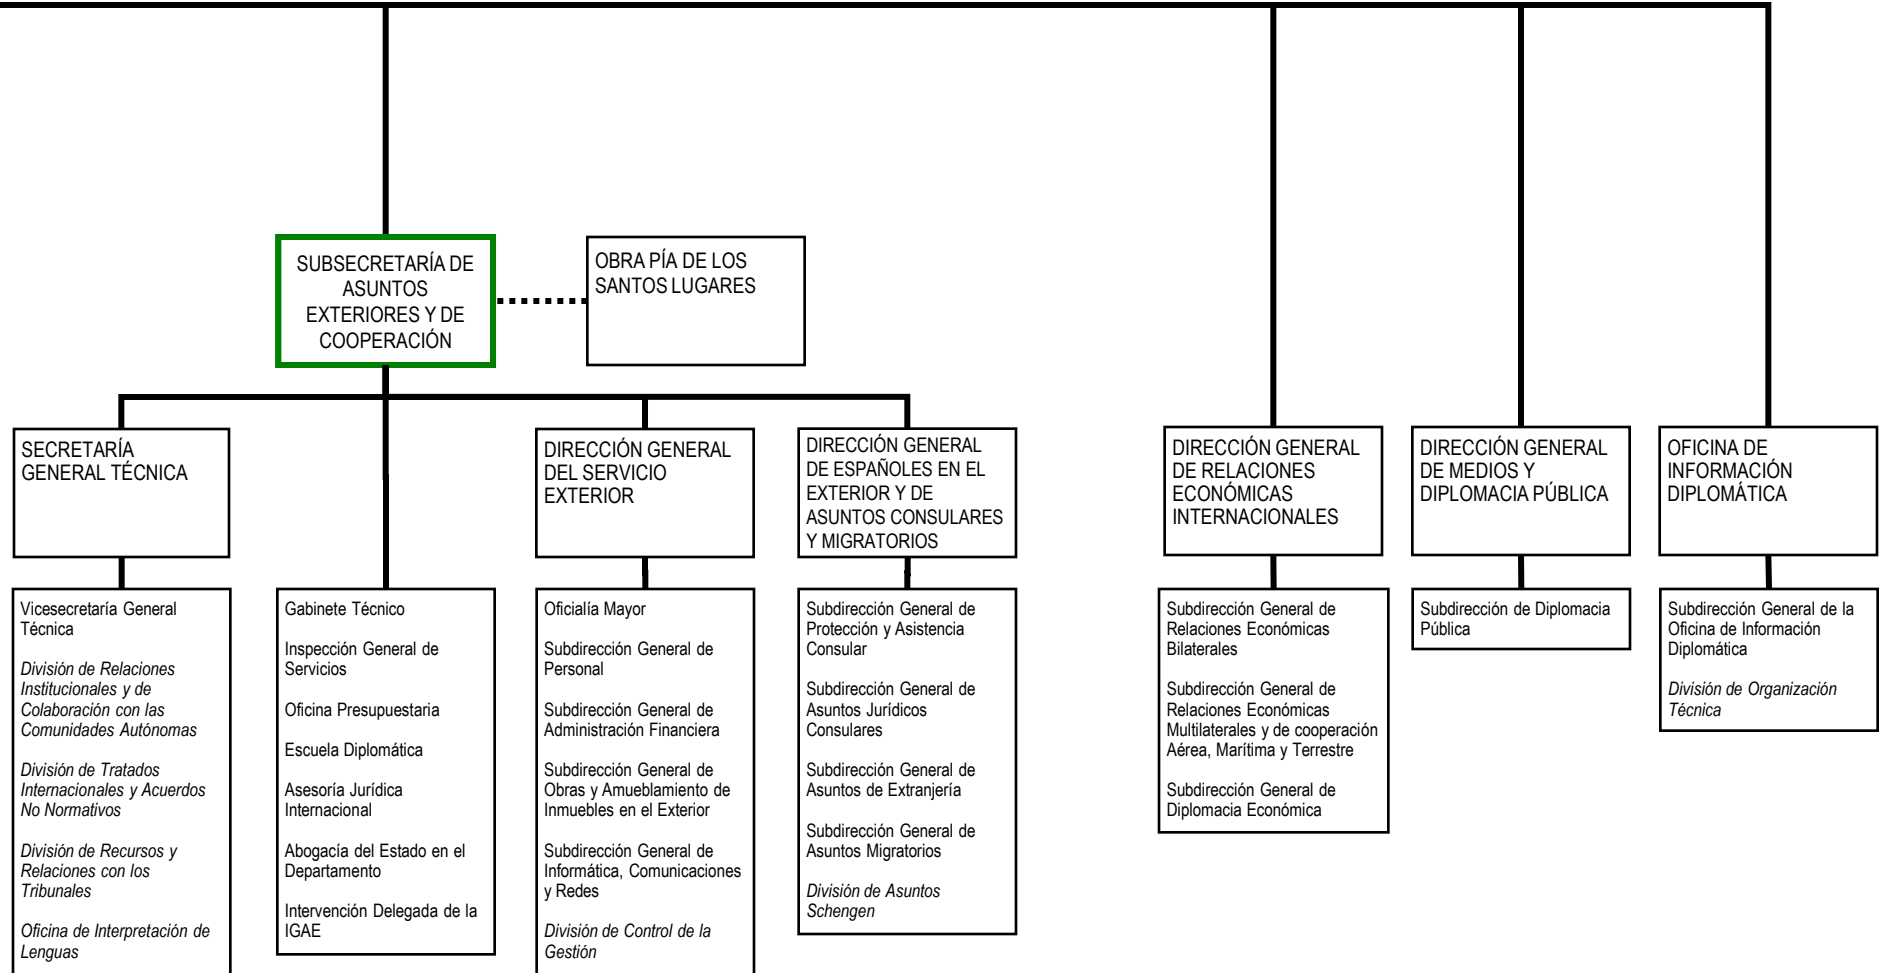 SUBSECRETARÍA DE
ASUNTOS
EXTERIORES Y DE
COOPERACIÓN
OBRA PÍA DE LOS
SANTOS LUGARES
SECRETARÍA
GENERAL TÉCNICA
DIRECCIÓN GENERAL
DEL SERVICIO
EXTERIOR
DIRECCIÓN GENERAL
DE ESPAÑOLES EN EL
EXTERIOR Y DE
ASUNTOS CONSULARES
Y MIGRATORIOS
DIRECCIÓN GENERAL
DE RELACIONES
ECONÓMICAS
INTERNACIONALES
DIRECCIÓN GENERAL
DE MEDIOS Y
DIPLOMACIA PÚBLICA
OFICINA DE
INFORMACIÓN
DIPLOMÁTICA
Vicesecretaría General
Técnica
División de Relaciones
Institucionales y de
Colaboración con las
Comunidades Autónomas
División de Tratados
Internacionales y Acuerdos
No Normativos
División de Recursos y
Relaciones con los
Tribunales
Oficina de Interpretación de
Lenguas
Gabinete Técnico
Inspección General de
Servicios
Oficina Presupuestaria
Escuela Diplomática
Asesoría Jurídica
Internacional
Abogacía del Estado en el
Departamento
Intervención Delegada de la
IGAE
Oficialía Mayor
Subdirección General de
Personal
Subdirección General de
Administración Financiera
Subdirección General de
Obras y Amueblamiento de
Inmuebles en el Exterior
Subdirección General de
Informática, Comunicaciones
y Redes
División de Control de la
Gestión
Subdirección General de
Protección y Asistencia
Consular
Subdirección General de
Asuntos Jurídicos
Consulares
Subdirección General de
Asuntos de Extranjería
Subdirección General de
Asuntos Migratorios
División de Asuntos
Schengen
Subdirección General de
Relaciones Económicas
Bilaterales
Subdirección General de
Relaciones Económicas
Multilaterales y de cooperación
Aérea, Marítima y Terrestre
Subdirección General de
Diplomacia Económica
Subdirección de Diplomacia
Pública
Subdirección General de la
Oficina de Información
Diplomática
División de Organización
Técnica